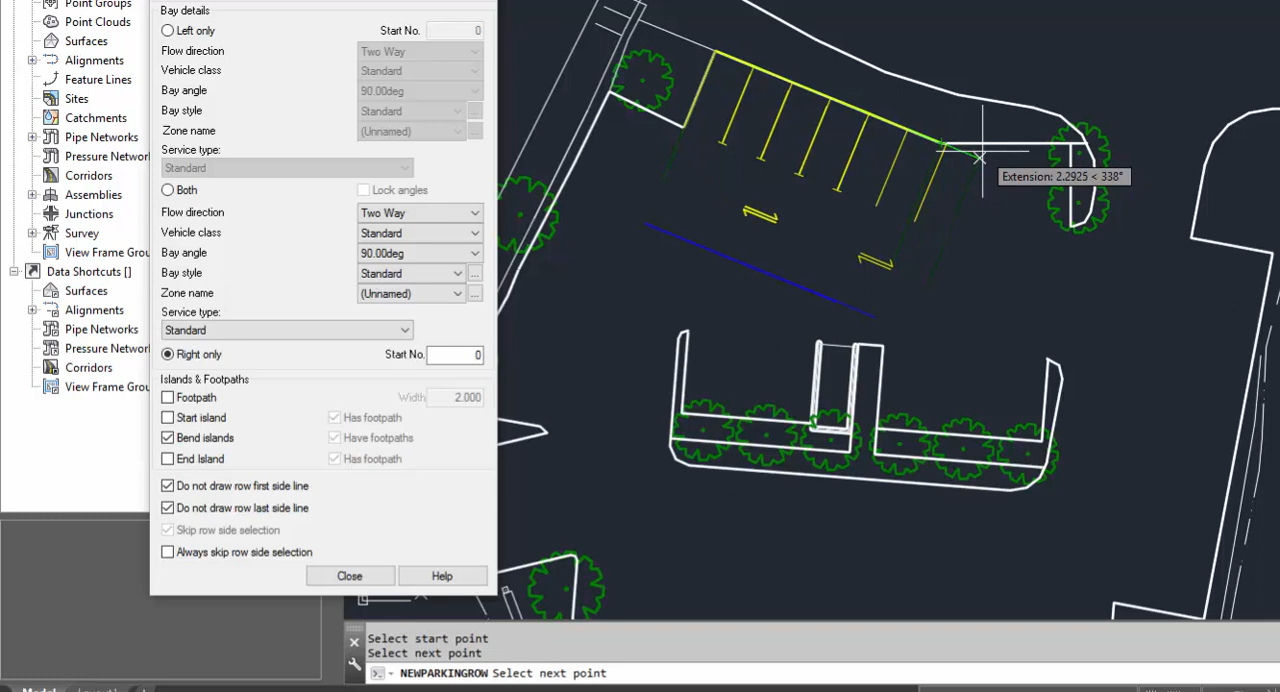 Point Groups
Point Clouds
Surfaces
Alignments
Feature Lines
Sites
Catchments
Pipe Networks
Pressure Networ
Corridors
Assemblies
Junctions
Survey
View Frame Grou
Data Shortcuts []
Surfaces
Alignments
Pipe Networks
Pressure Networ
Corridors
View Frame Grou
Bay details
Left only Start No. 0
Flow direction Two Way
Vehicle class Standard
Bay angle 90.00deg
Bay style Standard ...
Zone name (Unnamed) ...
Service type:
Standard
Both Lock angles
Flow direction Two Way
Vehicle class Standard
Bay angle 90.00deg
Bay style Standard ...
Zone name (Unnamed) ...
Service type:
Standard
Right only Start No. 0
Islands & Footpaths
Footpath Width 2.000
Start island Has footpath
Bend islands Have footpaths
End Island Has footpath
Do not draw row first side line
Do not draw row last side line
Skip row side selection
Always skip row side selection
Close Help
Extension: 2.2925 < 338°
Select start point
Select next point
NEWPARKINGROW Select next point
Model